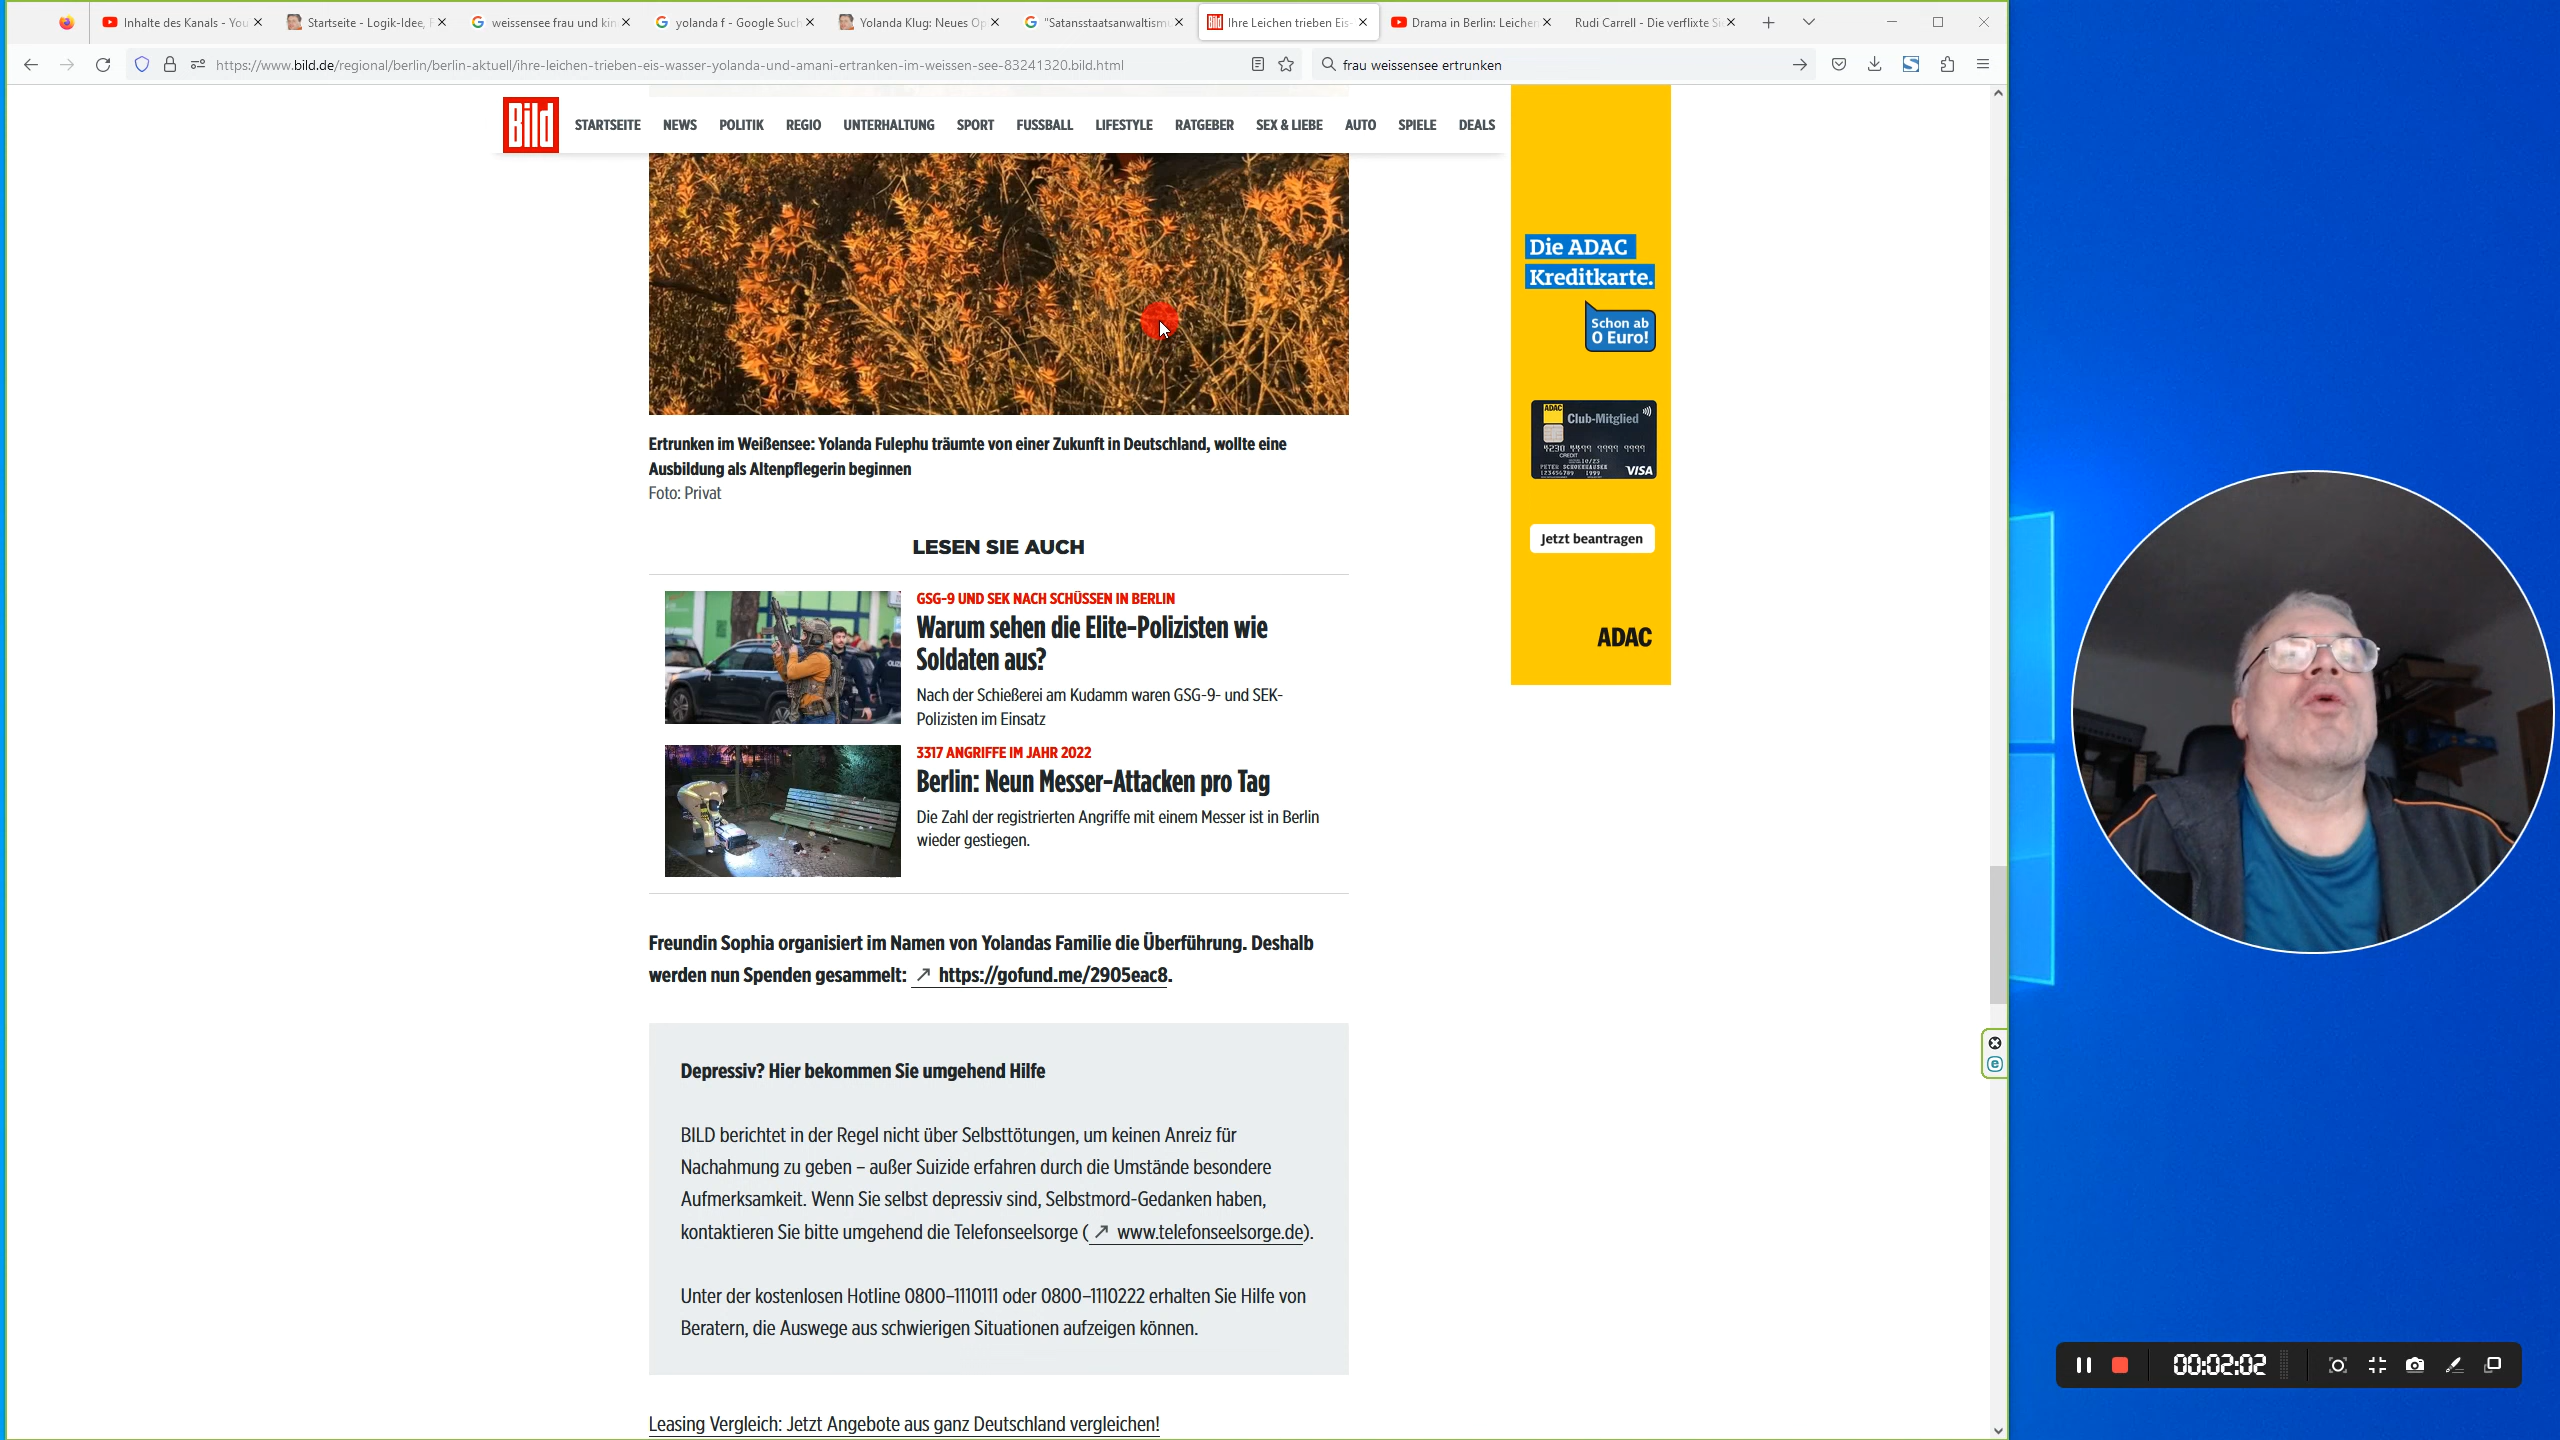 Inhalte des Kanals - You
Startseite - Logik-Idee, f
weissensee frau und kin
yolanda f - Google Such
Yolanda Klug: Neues Op
"Satansstaatsanwaltismu
Ihre Leichen trieben Eis-
Drama in Berlin: Leichen
Rudi Carrell - Die verflixte Si
https://www.bild.de/regional/berlin/berlin-aktuell/ihre-leichen-trieben-eis-wasser-yolanda-und-amani-ertranken-im-weissen-see-83241320.bild.html
frau weissensee ertrunken
Bild
STARTSEITE NEWS POLITIK REGIO UNTERHALTUNG SPORT FUSSBALL LIFESTYLE RATGEBER SEX & LIEBE AUTO SPIELE DEALS
Die ADAC
Kreditkarte.
Schon ab
0 Euro!
ADAC
Club-Mitglied
4230 4499 9999 9999
VISA
Jetzt beantragen
ADAC
Ertrunken im Weißensee: Yolanda Fulephu träumte von einer Zukunft in Deutschland, wollte eine
Ausbildung als Altenpflegerin beginnen
Foto: Privat
LESEN SIE AUCH
GSG-9 UND SEK NACH SCHÜSSEN IN BERLIN
Warum sehen die Elite-Polizisten wie
Soldaten aus?
Nach der Schießerei am Kudamm waren GSG-9- und SEK-
Polizisten im Einsatz
3317 ANGRIFFE IM JAHR 2022
Berlin: Neun Messer-Attacken pro Tag
Die Zahl der registrierten Angriffe mit einem Messer ist in Berlin
wieder gestiegen.
Freundin Sophia organisiert im Namen von Yolandas Familie die Überführung. Deshalb
werden nun Spenden gesammelt: https://gofund.me/2905eac8.
Depressiv? Hier bekommen Sie umgehend Hilfe
BILD berichtet in der Regel nicht über Selbsttötungen, um keinen Anreiz für
Nachahmung zu geben – außer Suizide erfahren durch die Umstände besondere
Aufmerksamkeit. Wenn Sie selbst depressiv sind, Selbstmord-Gedanken haben,
kontaktieren Sie bitte umgehend die Telefonseelsorge ( www.telefonseelsorge.de).
Unter der kostenlosen Hotline 0800-1110111 oder 0800-1110222 erhalten Sie Hilfe von
Beratern, die Auswege aus schwierigen Situationen aufzeigen können.
Leasing Vergleich: Jetzt Angebote aus ganz Deutschland vergleichen!
00:02:02